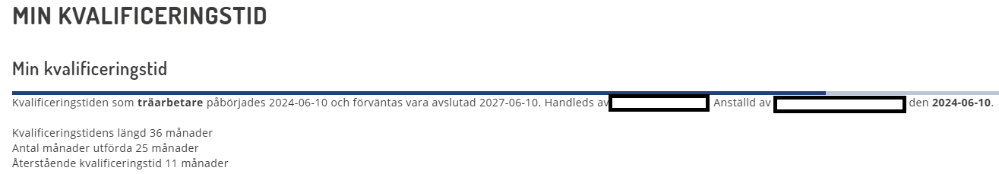 MIN KVALIFICERINGSTID
Min kvalificeringstid
Kvalificeringstiden som träarbetare påbörjades 2024-06-10 och förväntas vara avslutad 2027-06-10. Handleds av Anställd av den 2024-06-10.
Kvalificeringstidens längd 36 månader
Antal månader utförda 25 månader
Återstående kvalificeringstid 11 månader